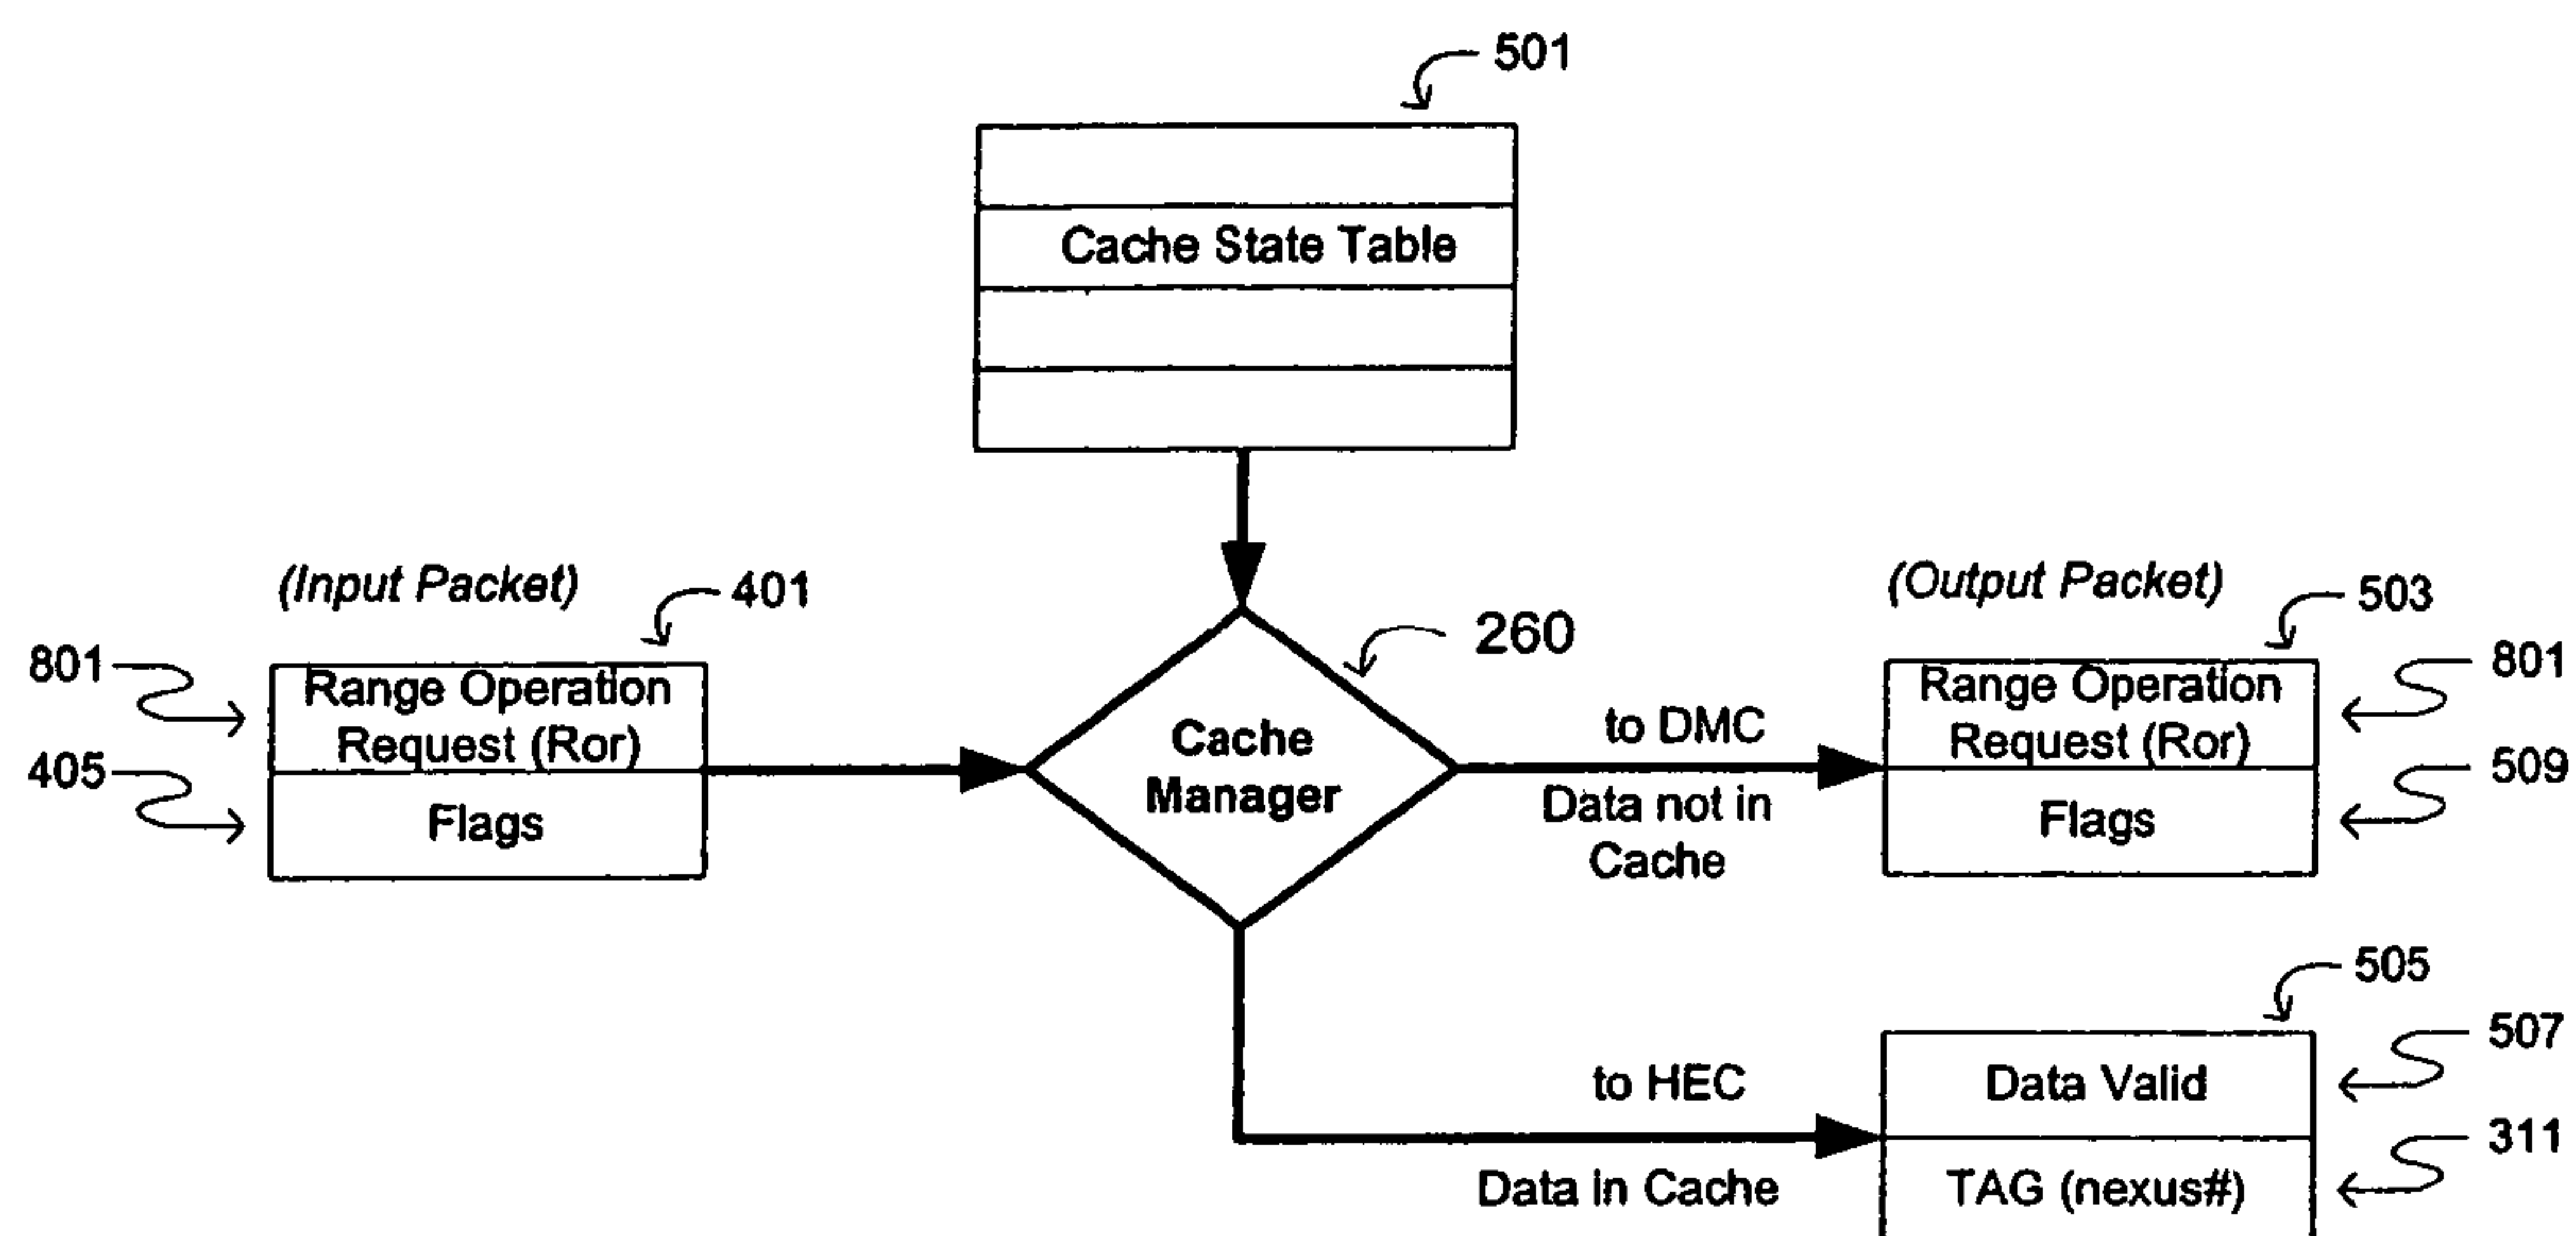 501
Cache State Table
(Input Packet)
401
801
Range Operation
Request (Ror)
405
Flags
260
Cache
Manager
to DMC
Data not in
Cache
(Output Packet)
503
Range Operation
Request (Ror)
801
Flags
509
505
to HEC
Data in Cache
Data Valid
507
TAG (nexus#)
311